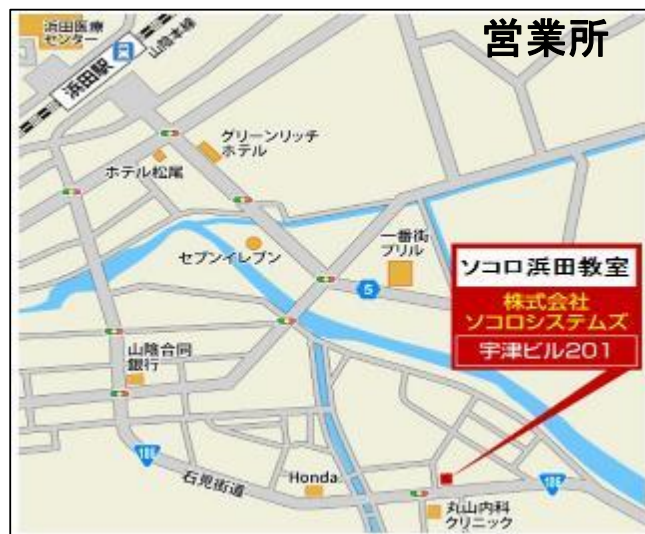 営業所
浜田医療
センター
浜田駅
山陰本線
グリーンリッチ
ホテル
ホテル松尾
セブンイレブン
一番街
プリル
5
ソコロ浜田教室
株式会社
ソコロシステムズ
宇津ビル201
山陰合同
銀行
186
石見街道
Honda
186
丸山内科
クリニック